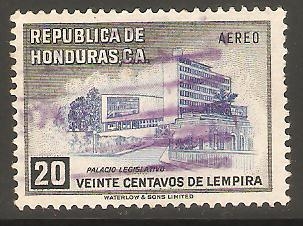 REPUBLICA DE
HONDURAS, C.A.
AEREO
PALACIO LEGISLATIVO
20
VEINTE CENTAVOS DE LEMPIRA
WATERLOW & SONS LIMITED